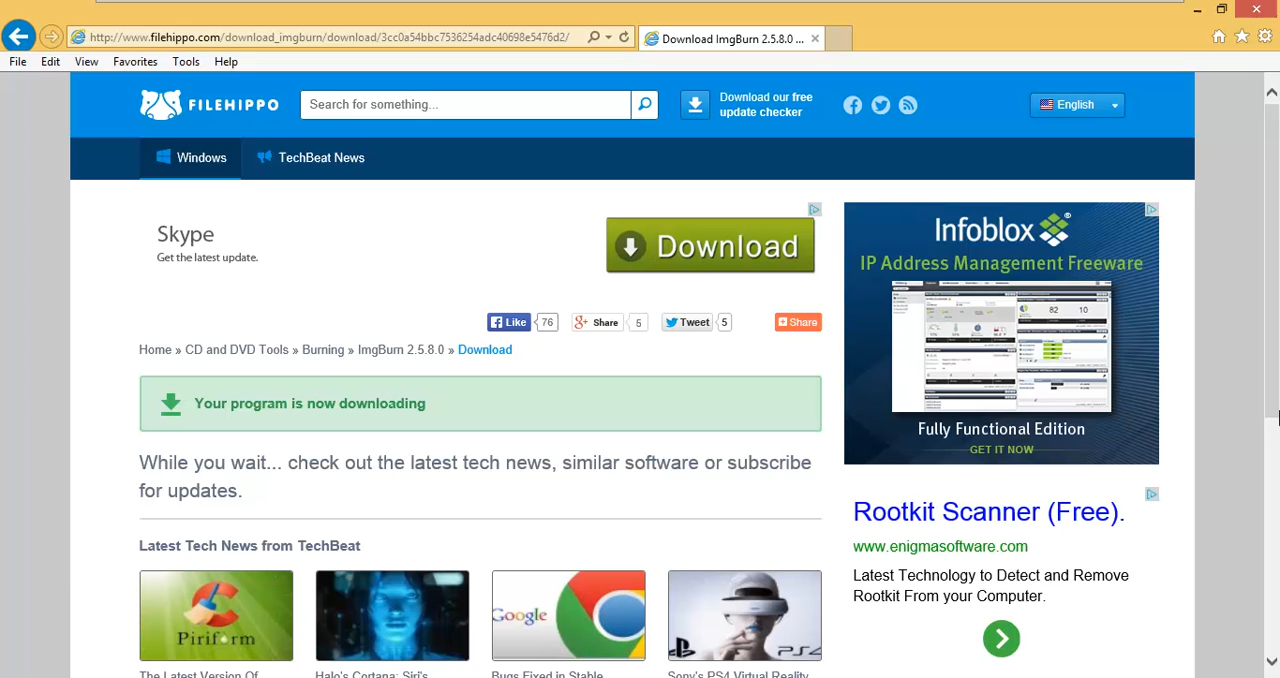 http://www.filehippo.com/download_imgburn/download/3cc0a54bbc7536254adc40698e5476d2/
Download ImgBurn 2.5.8.0 ...
File Edit View Favorites Tools Help
FILEHIPPO
Search for something...
Download our free
update checker
English
Windows
TechBeat News
Skype
Get the latest update.
Download
Like 76
Share 5
Tweet 5
Share
Home » CD and DVD Tools » Burning » ImgBurn 2.5.8.0 » Download
Your program is now downloading
While you wait... check out the latest tech news, similar software or subscribe
for updates.
Latest Tech News from TechBeat
Piriform
Google
PS4
The Latest Version Of
Halo's Cortana: Siri's
Bugs Fixed in Stable
Sony's PS4 Virtual Reality
Infoblox
IP Address Management Freeware
82 10
Fully Functional Edition
GET IT NOW
Rootkit Scanner (Free).
www.enigmasoftware.com
Latest Technology to Detect and Remove
Rootkit From your Computer.